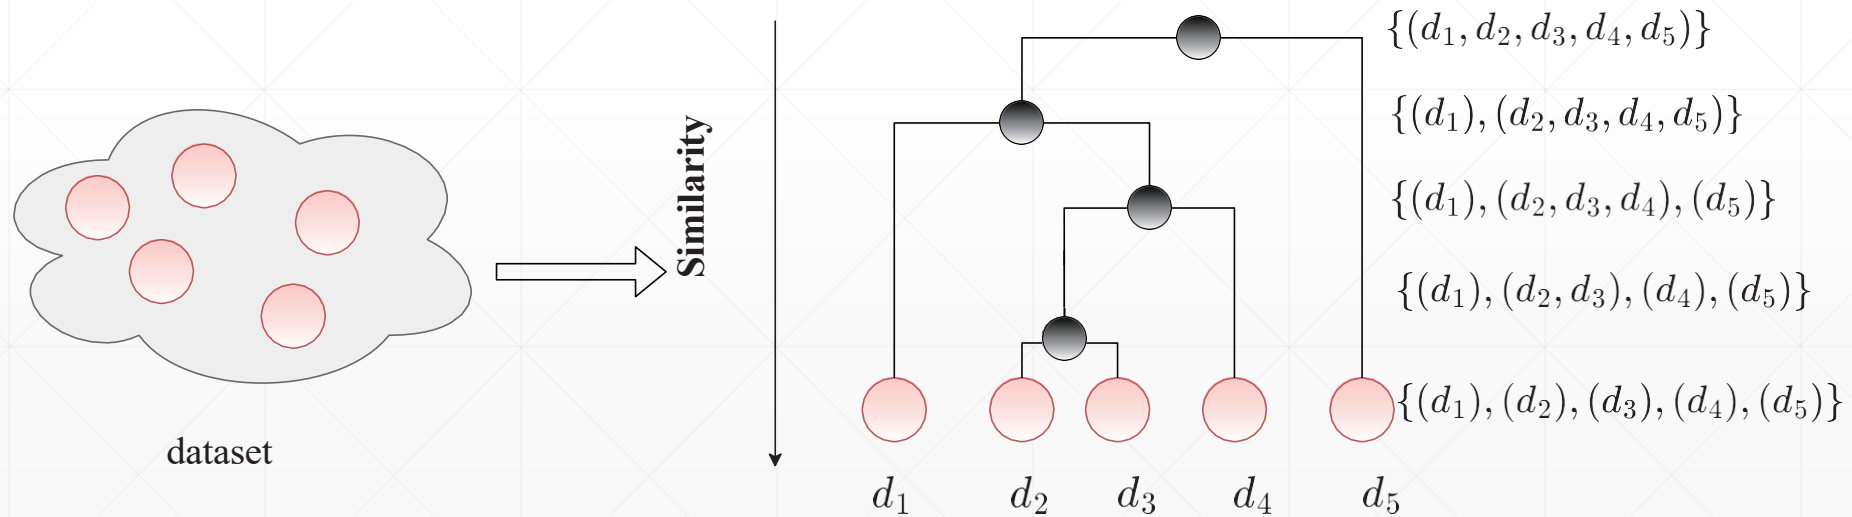 {(d₁, d₂, d₃, d₄, d₅)}
{(d₁), (d₂, d₃, d₄, d₅)}
Similarity
{(d₁), (d₂, d₃, d₄), (d₅)}
{(d₁), (d₂, d₃), (d₄), (d₅)}
{(d₁), (d₂), (d₃), (d₄), (d₅)}
dataset
d₁ d₂ d₃ d₄ d₅